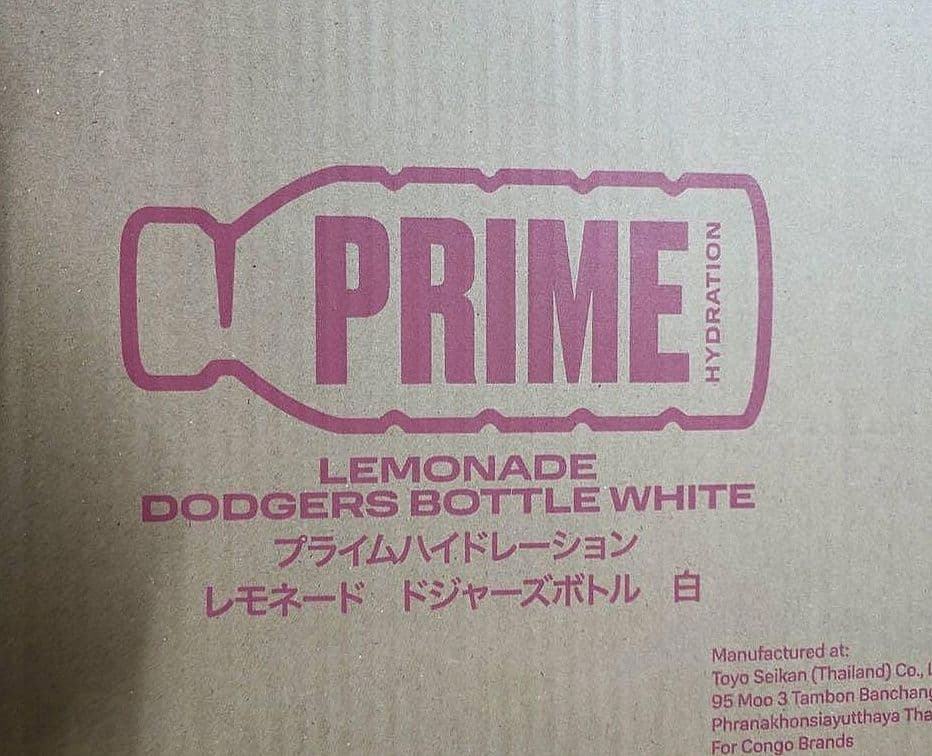 PRIME
HYDRATION
LEMONADE
DODGERS BOTTLE WHITE
プライムハイドレーション
レモネード　ドジャーズボトル　白
Manufactured at:
Toyo Seikan (Thailand) Co.,
95 Moo 3 Tambon Banchang
Phranakhonsiayutthaya
For Congo Brands